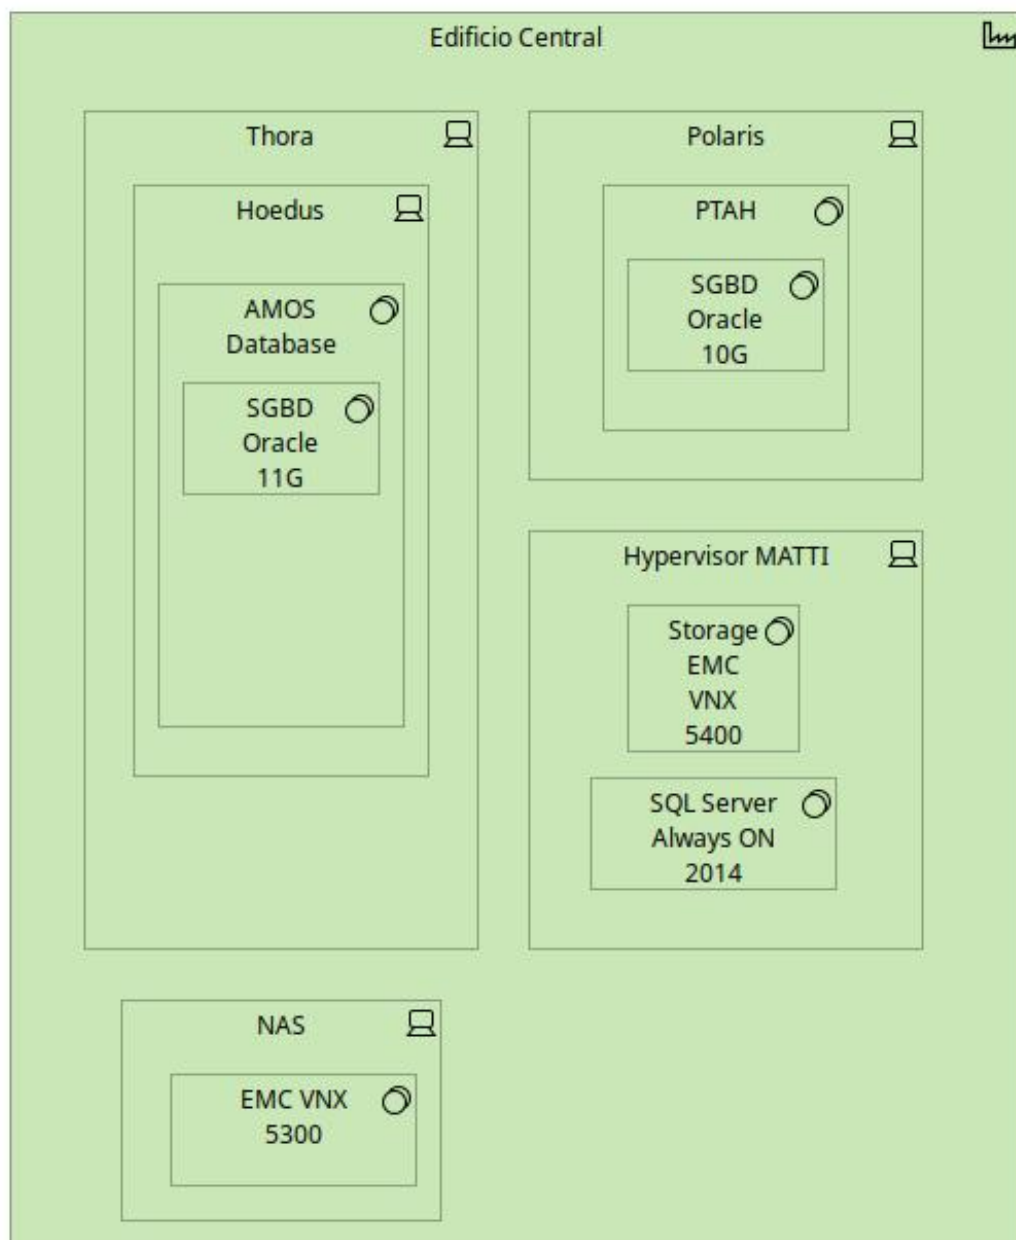 Edificio Central
Thora
Hoedus
AMOS
Database
SGBD
Oracle
11G
Polaris
PTAH
SGBD
Oracle
10G
Hypervisor MATTI
Storage
EMC
VNX
5400
SQL Server
Always ON
2014
NAS
EMC VNX
5300